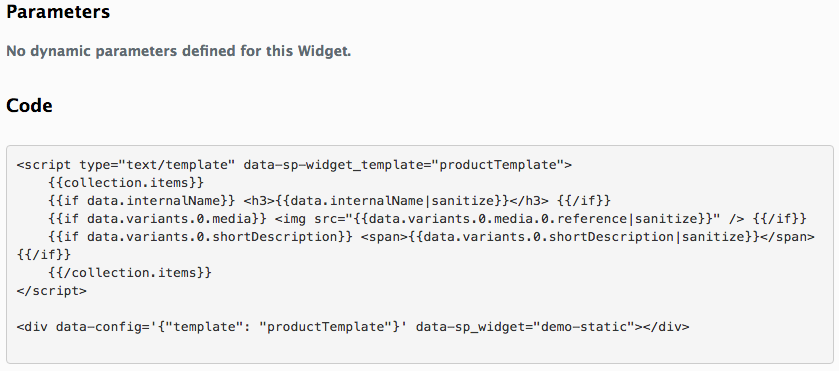 Parameters
No dynamic parameters defined for this Widget.
Code
<script type="text/template" data-sp-widget_template="productTemplate">
    {{collection.items}}
    {{if data.internalName}} <h3>{{data.internalName|sanitize}}</h3> {{/if}}
    {{if data.variants.0.media}} <img src="{{data.variants.0.media.0.reference|sanitize}}" /> {{/if}}
    {{if data.variants.0.shortDescription}} <span>{{data.variants.0.shortDescription|sanitize}}</span>
{{/if}}
    {{/collection.items}}
</script>
<div data-config='{"template": "productTemplate"}' data-sp_widget="demo-static"></div>